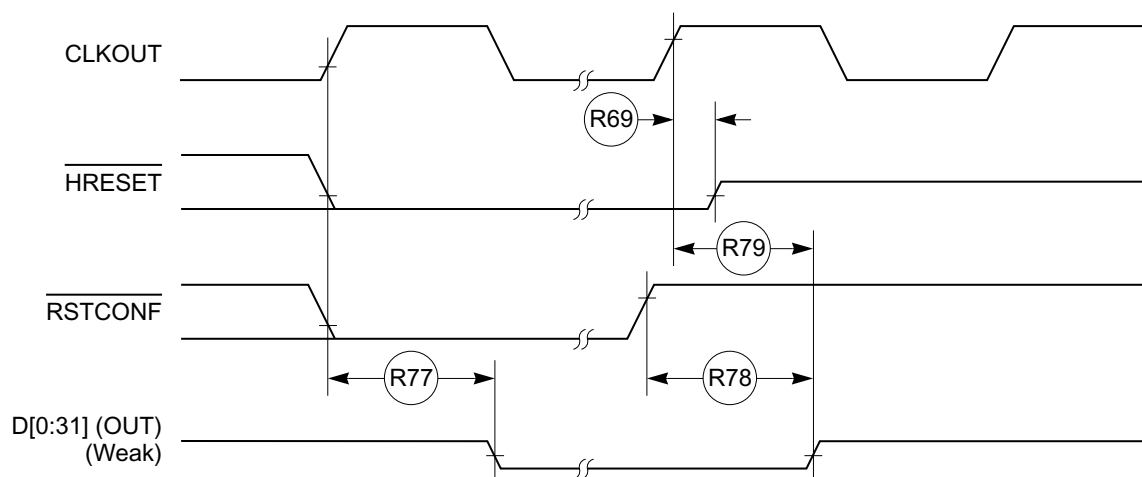 CLKOUT
R69
HRESET
R79
RSTCONF
R77
R78
D[0:31] (OUT)
(Weak)